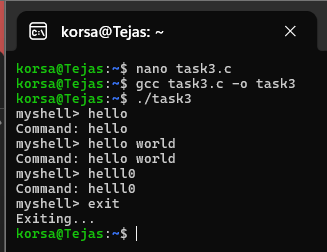 korsa@Tejas: ~
korsa@Tejas:~$ nano task3.c
korsa@Tejas:~$ gcc task3.c -o task3
korsa@Tejas:~$ ./task3
myshell> hello
Command: hello
myshell> hello world
Command: hello world
myshell> helll0
Command: helll0
myshell> exit
Exiting...
korsa@Tejas:~$